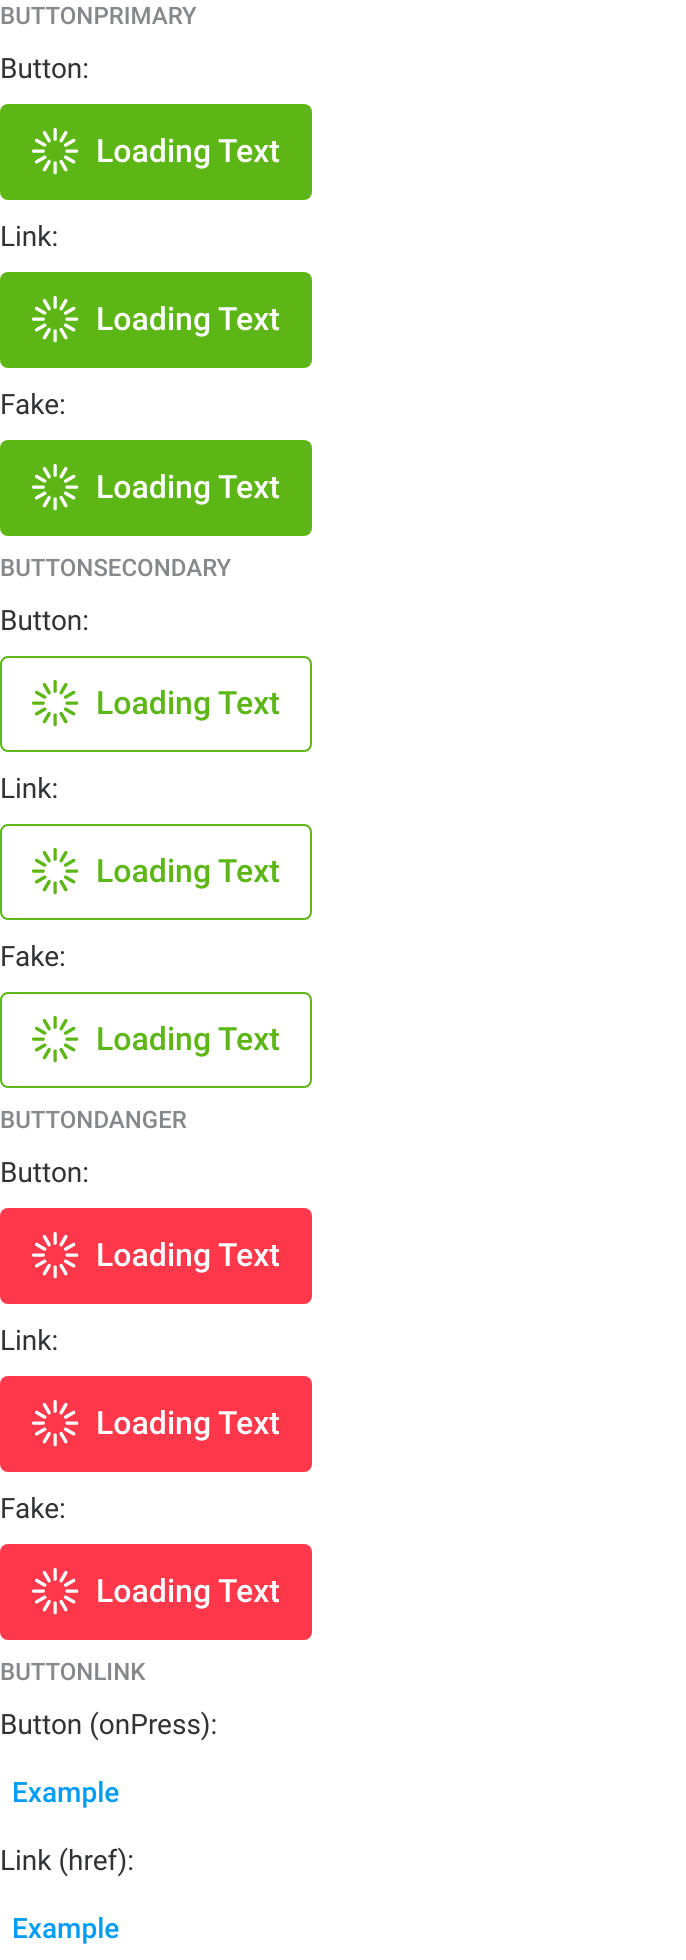 BUTTONPRIMARY
Button:
Loading Text
Link:
Loading Text
Fake:
Loading Text
BUTTONSECONDARY
Button:
Loading Text
Link:
Loading Text
Fake:
Loading Text
BUTTONDANGER
Button:
Loading Text
Link:
Loading Text
Fake:
Loading Text
BUTTONLINK
Button (onPress):
Example
Link (href):
Example